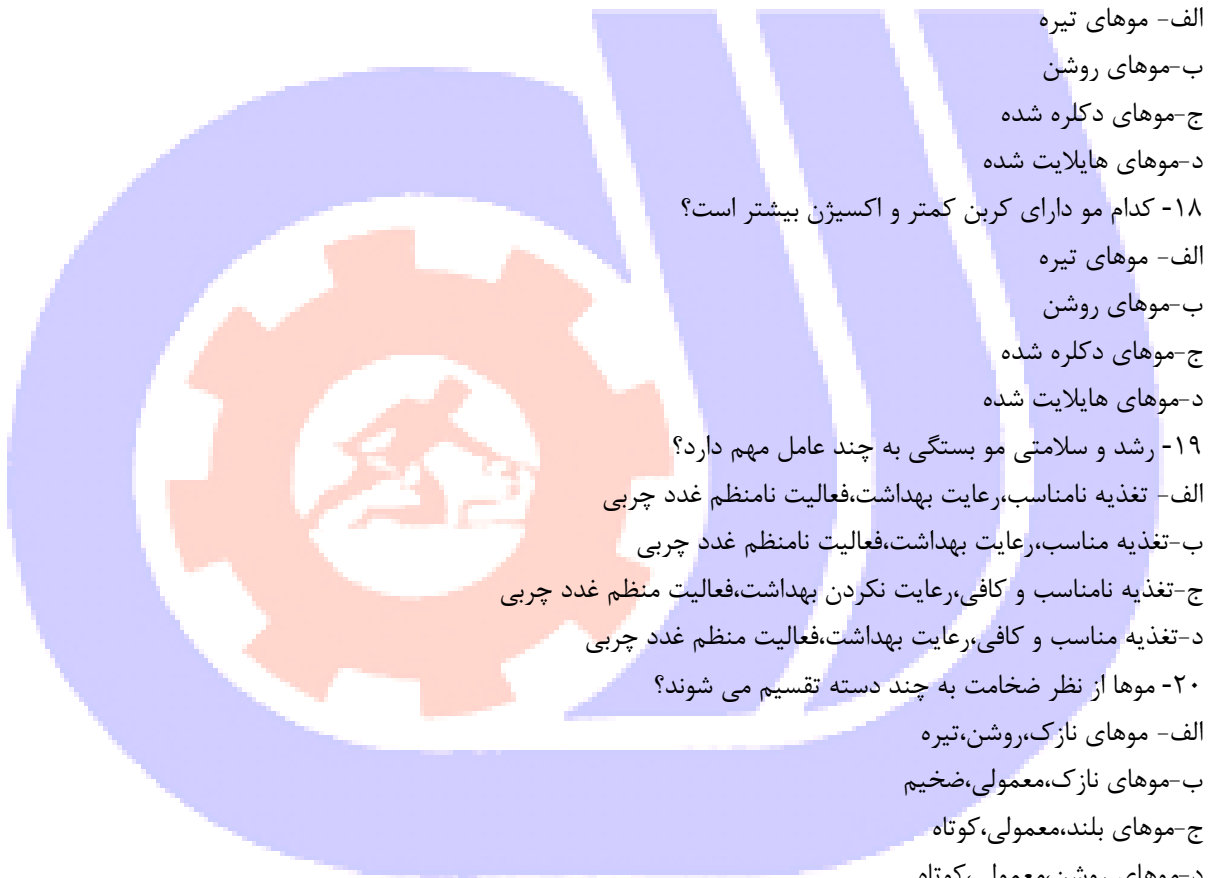 الف- موهای تیره
ب-موهای روشن
ج-موهای دکلره شده
د-موهای هایلایت شده
۱۸- کدام مو دارای کربن کمتر و اکسیژن بیشتر است؟
الف- موهای تیره
ب-موهای روشن
ج-موهای دکلره شده
د-موهای هایلایت شده
۱۹- رشد و سلامتی مو بستگی به چند عامل مهم دارد؟
الف- تغذیه نامناسب،رعایت بهداشت،فعالیت نامنظم غدد چربی
ب-تغذیه مناسب،رعایت بهداشت،فعالیت نامنظم غدد چربی
ج-تغذیه نامناسب و کافی،رعایت نکردن بهداشت،فعالیت منظم غدد چربی
د-تغذیه مناسب و کافی،رعایت بهداشت،فعالیت منظم غدد چربی
۲۰- موها از نظر ضخامت به چند دسته تقسیم می شوند؟
الف- موهای نازک،روشن،تیره
ب-موهای نازک،معمولی،ضخیم
ج-موهای بلند،معمولی،کوتاه
د-موهای روشن،معمولی،کوتاه